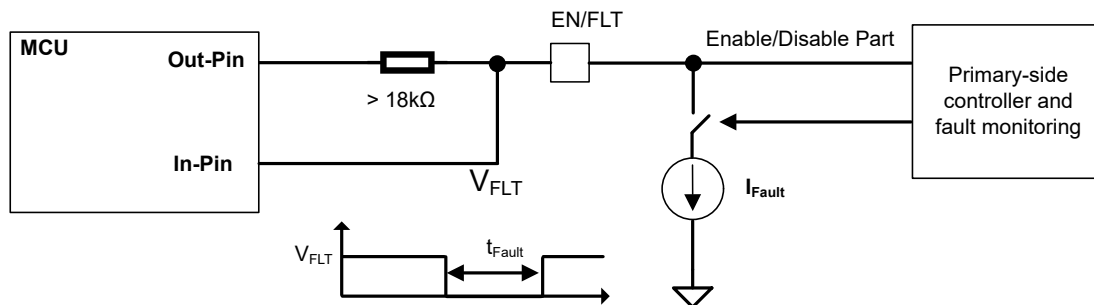 MCU
Out-Pin
> 18kΩ
In-Pin
EN/FLT
Enable/Disable Part
Primary-side
controller and
fault monitoring
VFLT
IFault
VFLT
tFault